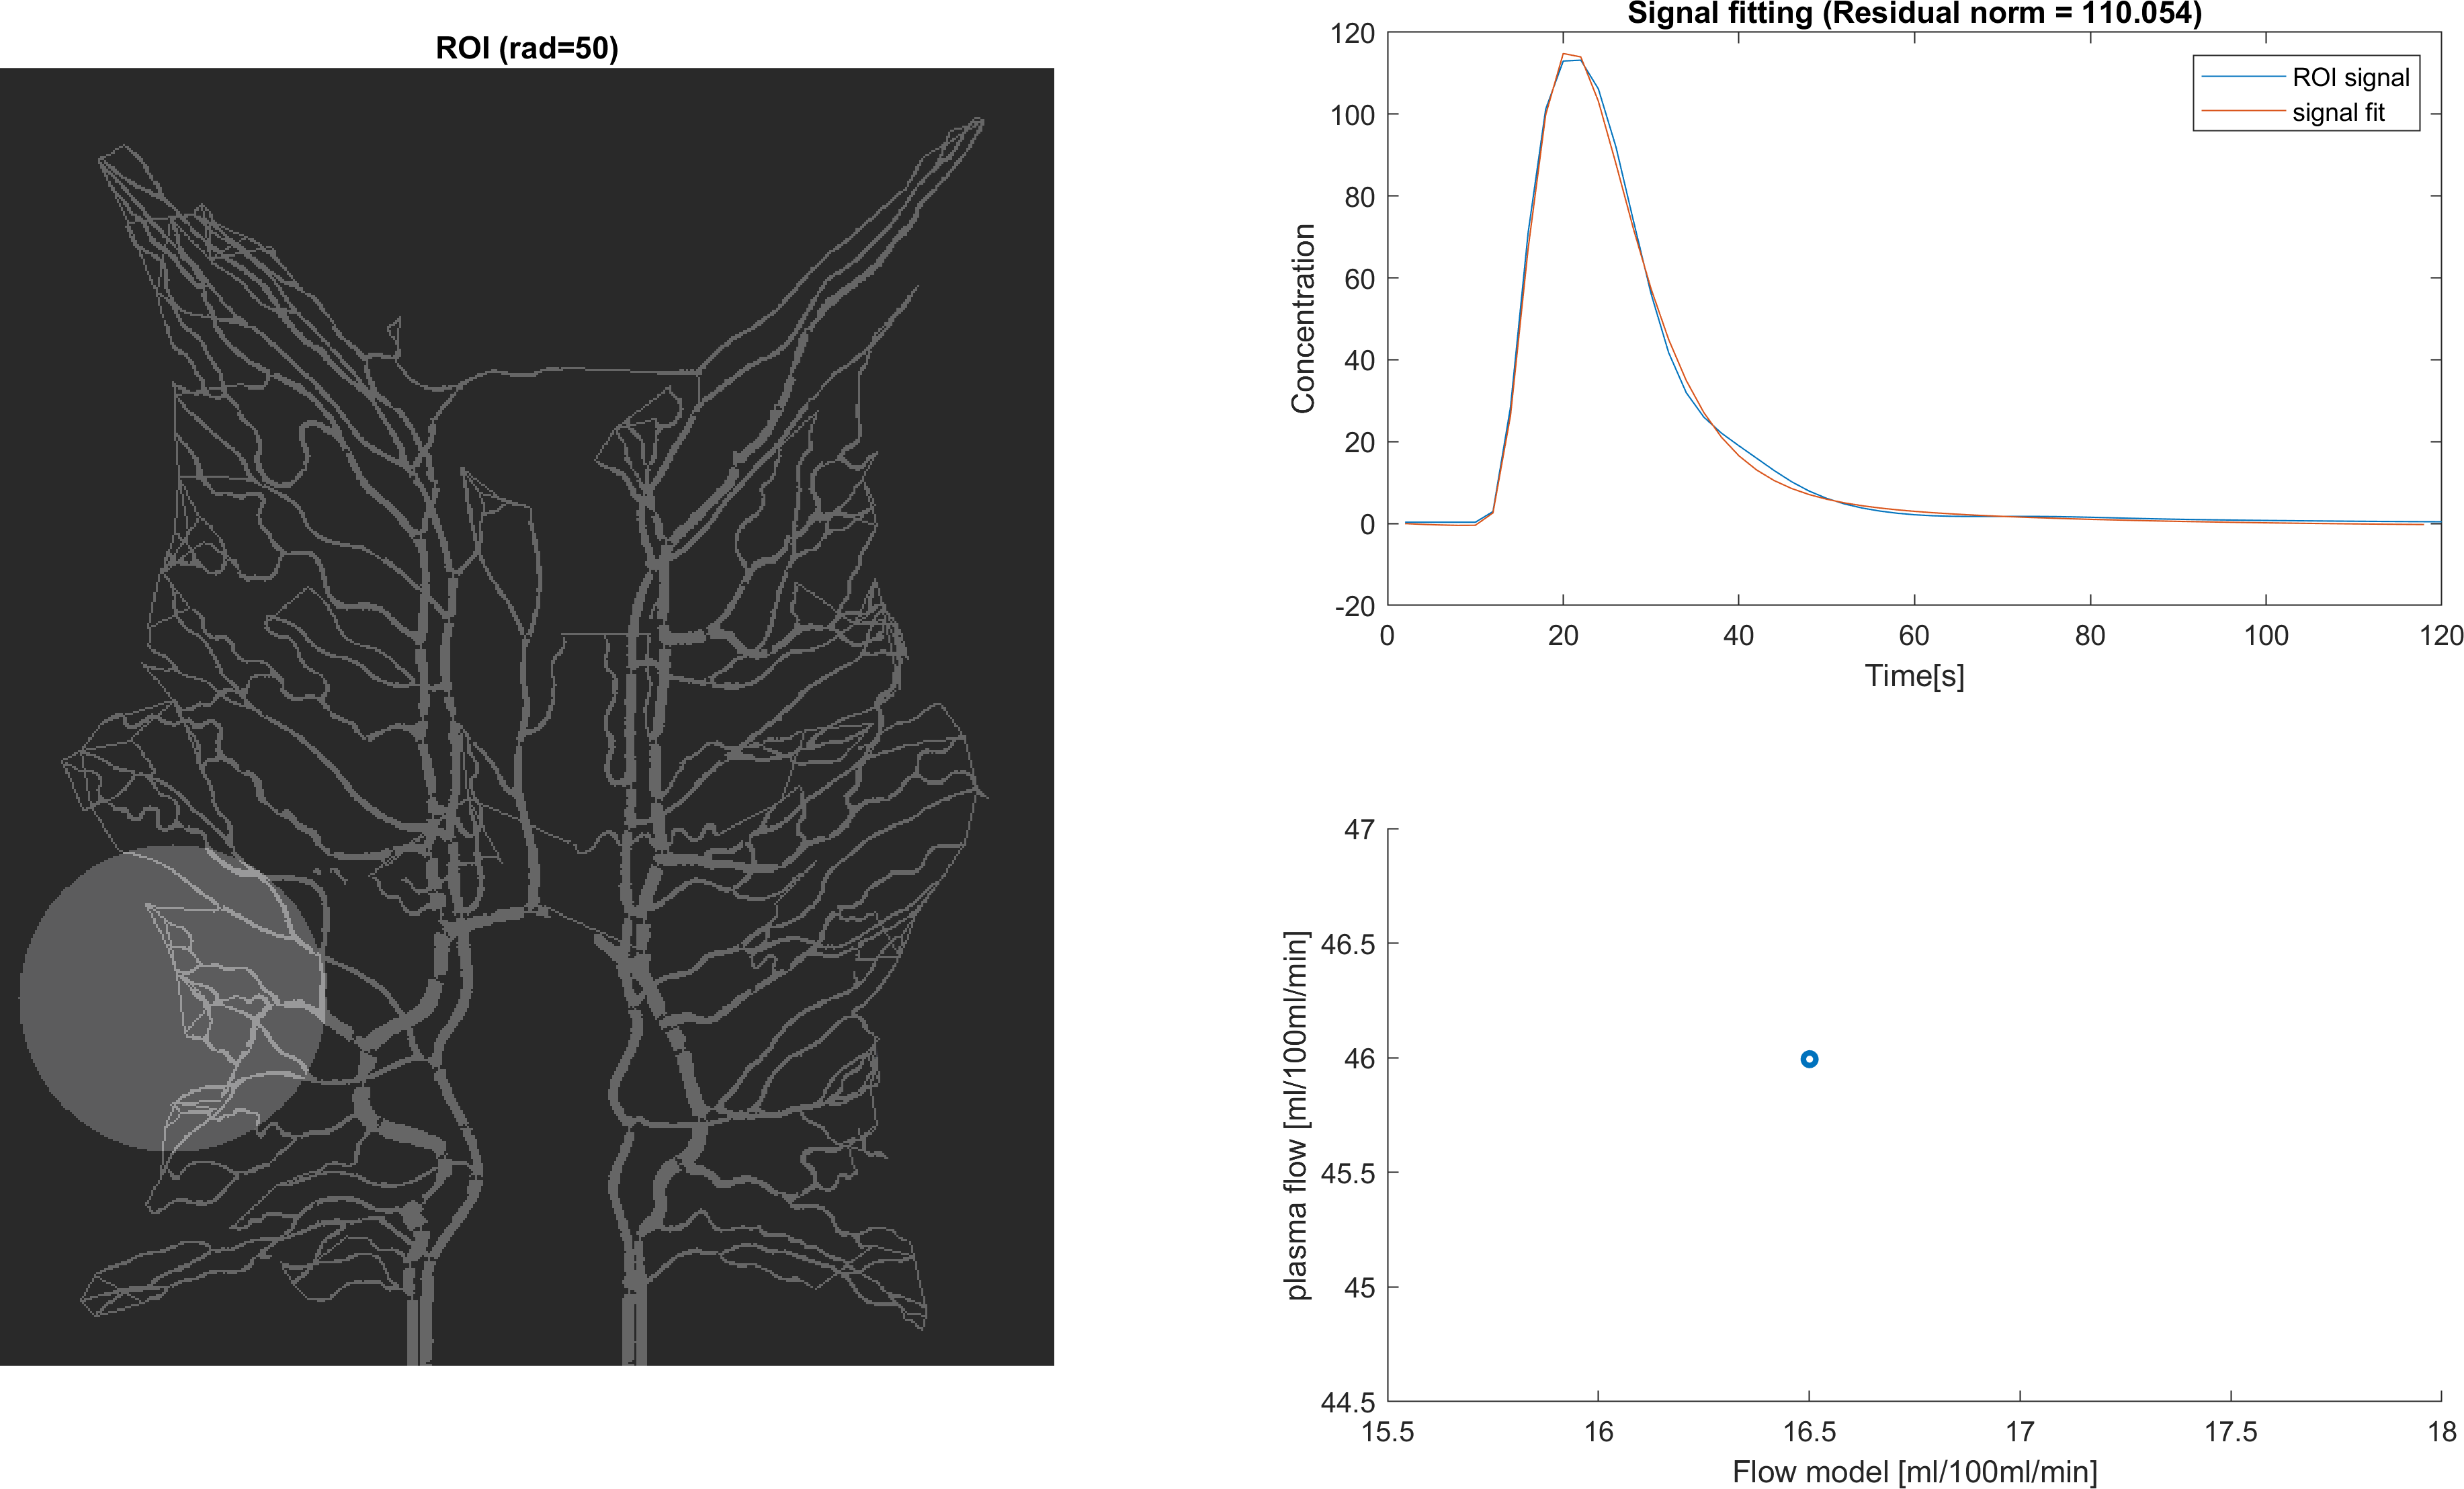 ROI (rad=50)
Signal fitting (Residual norm = 110.054)
120
100
80
60
40
20
0
-20
Concentration
ROI signal
signal fit
0 20 40 60 80 100 120
Time[s]
47
46.5
46
45.5
45
44.5
plasma flow [ml/100ml/min]
15.5 16 16.5 17 17.5 18
Flow model [ml/100ml/min]